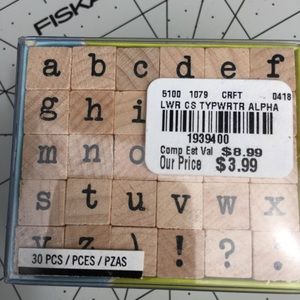 FISKA
a b c d e f
g h i
m n o
s t u v w x
y z ) ! ? :
5100 1079 CRFT 0418
LWR CS TYPWRTR ALPHA
1939400
Comp Est Val $8.99
Our Price $3.99
30 PCS / PCES / PZAS